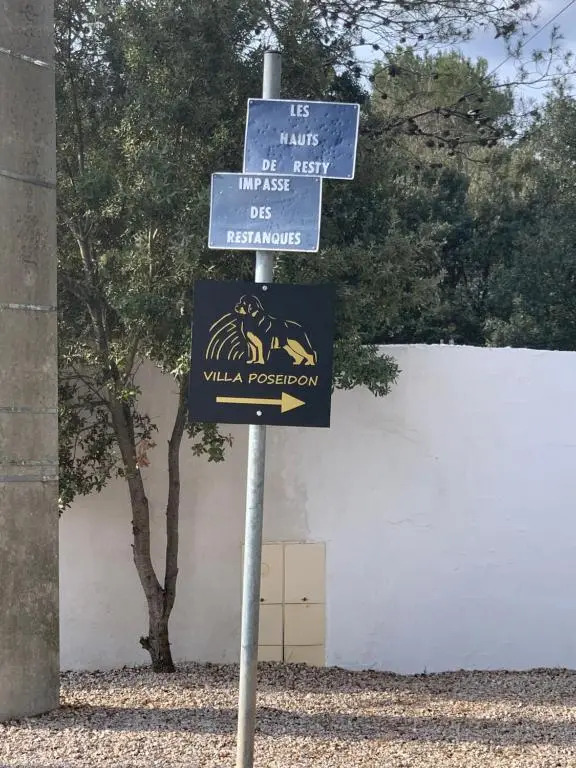 LES
HAUTS
DE RESTY
IMPASSE
DES
RESTANQUES
VILLA POSEIDON